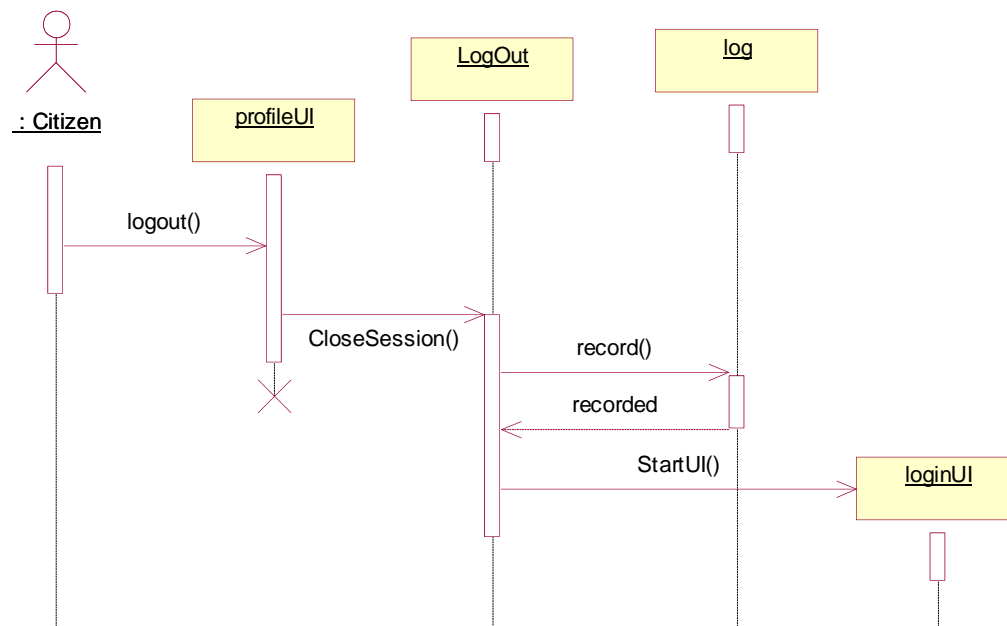 LogOut
log
: Citizen
profileUI
logout()
CloseSession()
record()
recorded
StartUI()
loginUI